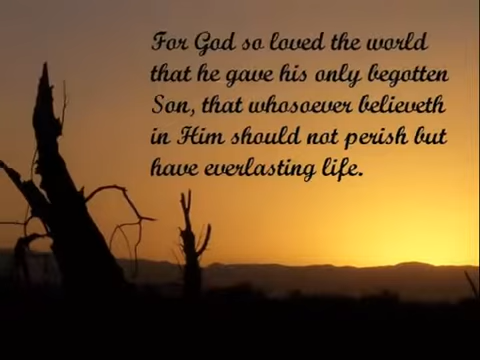 For God so loved the world
that he gave his only begotten
Son, that whosoever believeth
in Him should not perish but
have everlasting life.